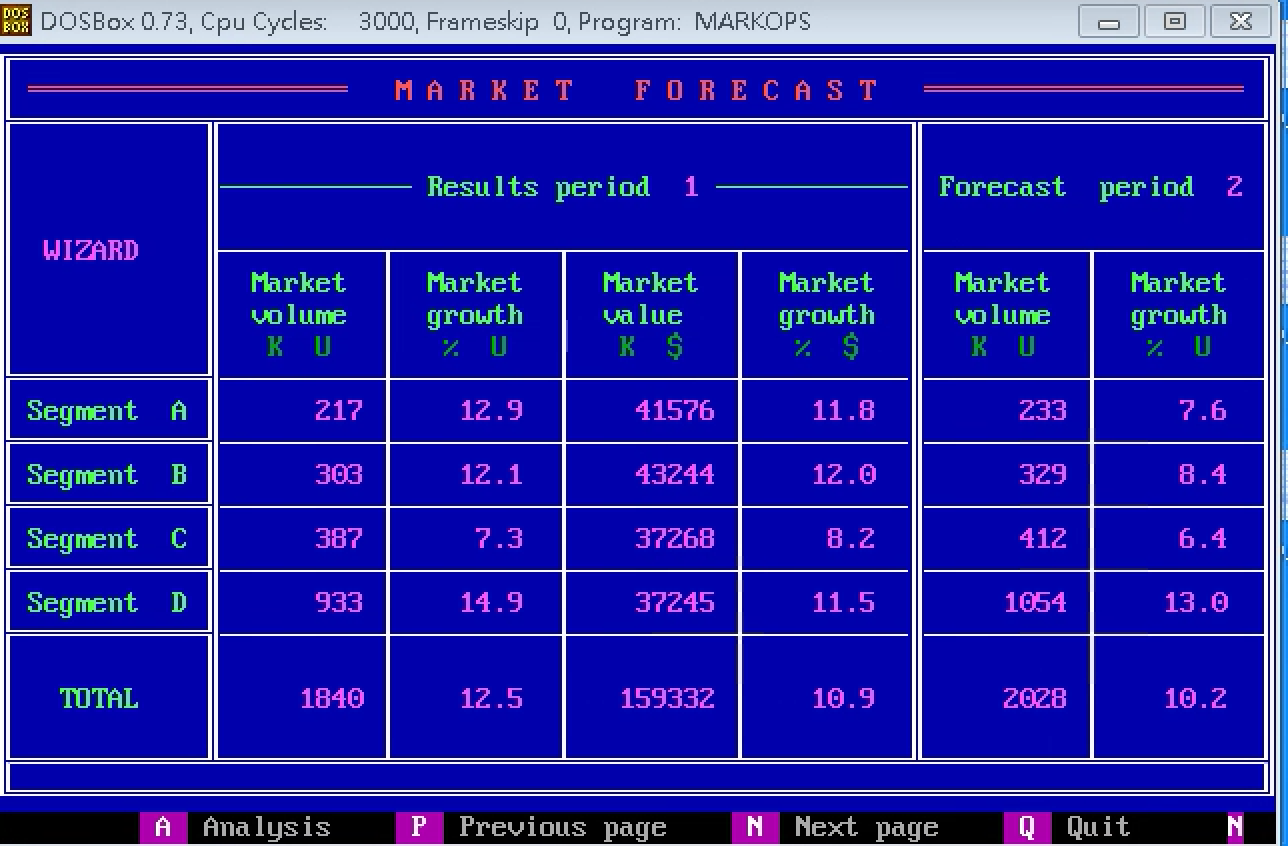 DOS
BOX
DOSBox 0.73, Cpu Cycles: 3000, Frameskip 0, Program: MARKOPS
MARKET FORECAST
Results period 1 Forecast period 2
WIZARD
Market Market Market Market Market Market
volume growth value growth volume growth
K U % U K $ % $ K U % U
Segment A 217 12.9 41576 11.8 233 7.6
Segment B 303 12.1 43244 12.0 329 8.4
Segment C 387 7.3 37268 8.2 412 6.4
Segment D 933 14.9 37245 11.5 1054 13.0
TOTAL 1840 12.5 159332 10.9 2028 10.2
A Analysis P Previous page N Next page Q Quit N